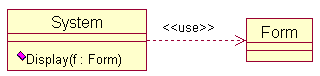 System
<<use>>
Form
Display(f : Form)